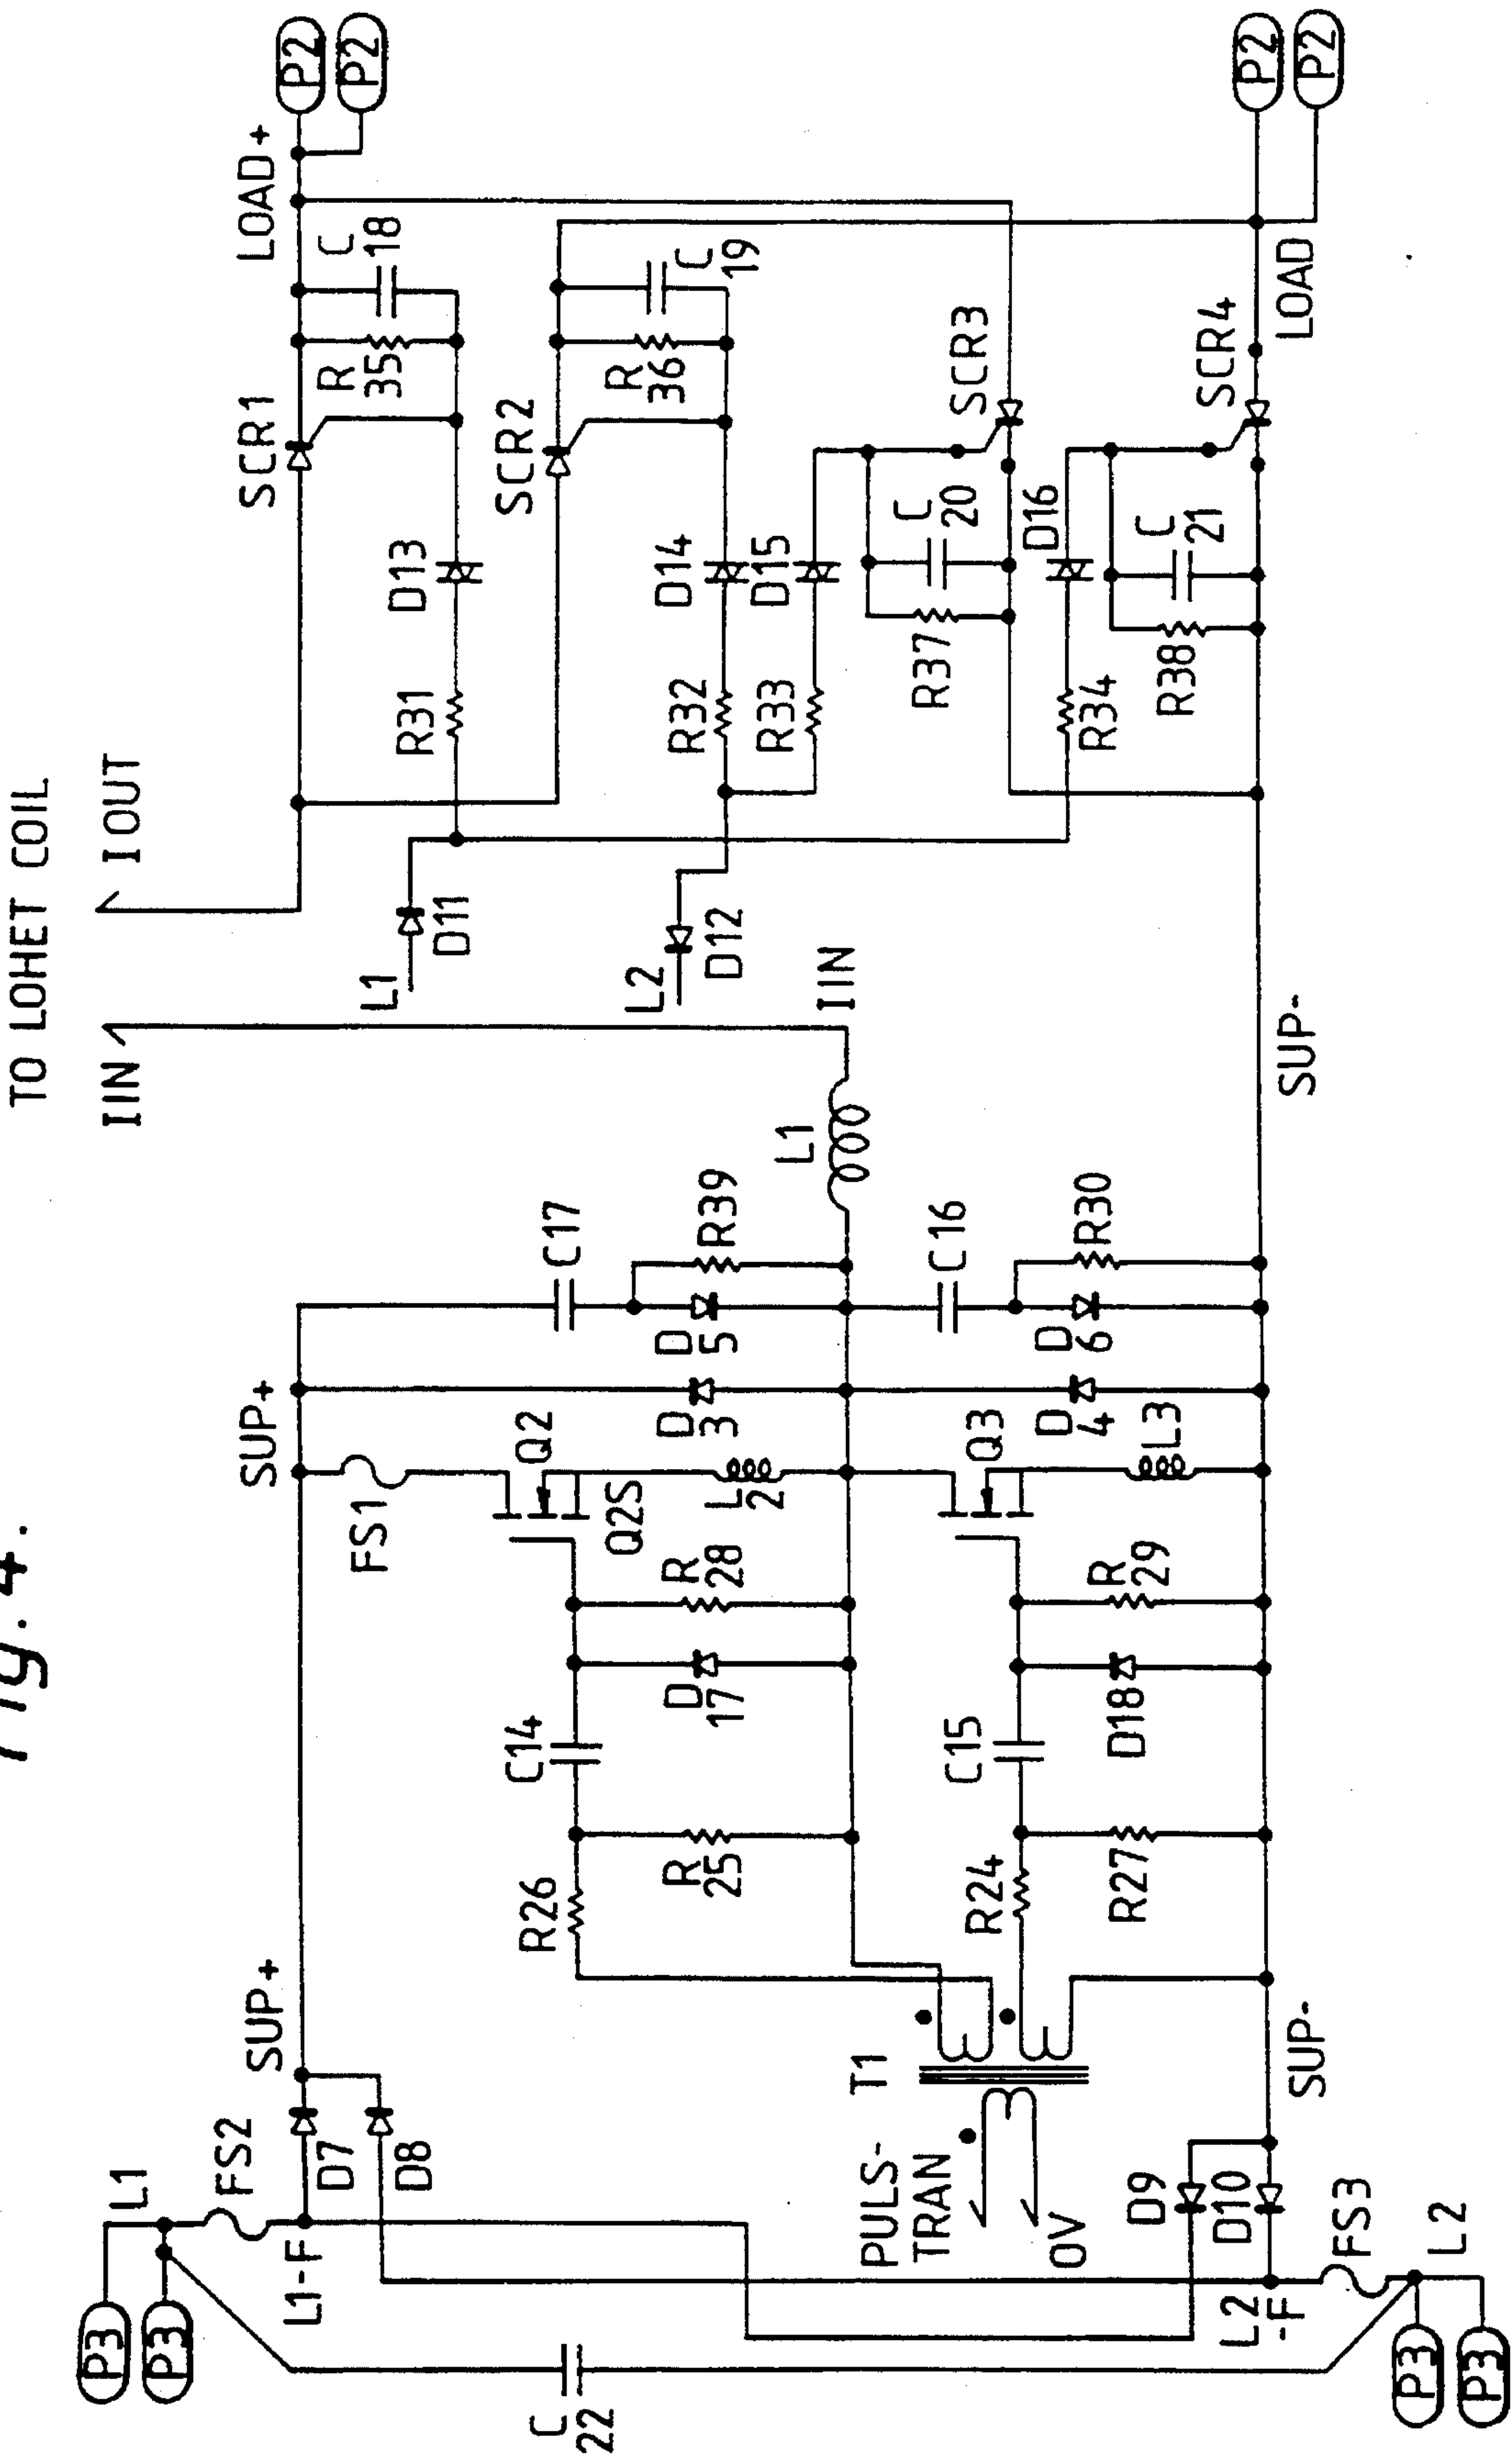 Fig. 4.
TO LOHET COIL
IIN
I OUT
P3
P3
L1
FS2
L1-F
D7
D8
SUP+
SUP+
FS1
Q2
Q2S
L
2
R26
C14
R
25
D
17
R
28
D
3
D
5
C17
R39
L1
IIN
C
22
PULS-
TRAN
0V
T1
R24
C15
R27
D18
R
29
Q3
L3
D
4
D
6
C16
R30
D9
D10
L2
-F
FS3
L2
P3
P3
SUP-
SUP-
L1
D11
L2
D12
R31
D13
SCR1
R
35
C
18
LOAD+
P2
P2
SCR2
R32
D14
R
36
C
19
R33
D15
R37
C
20
SCR3
R34
D16
R38
C
21
SCR4
LOAD
P2
P2